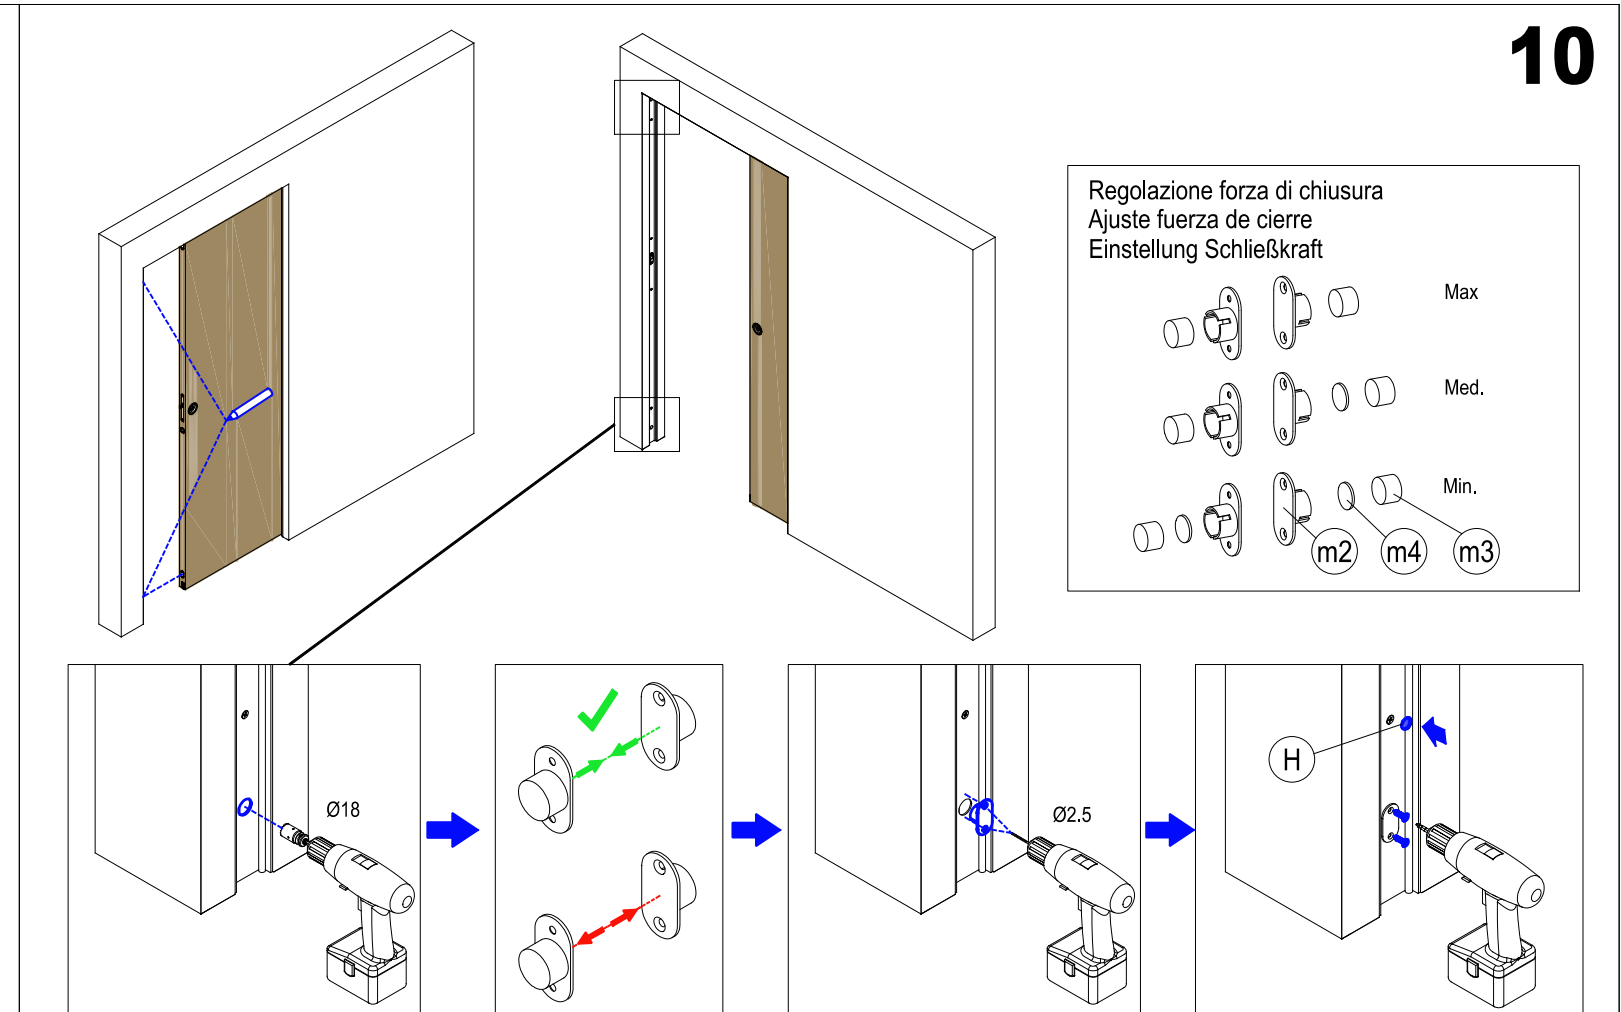 10
Regolazione forza di chiusura
Ajuste fuerza de cierre
Einstellung Schließkraft
Max
Med.
Min.
m2
m4
m3
Ø18
Ø2.5
H